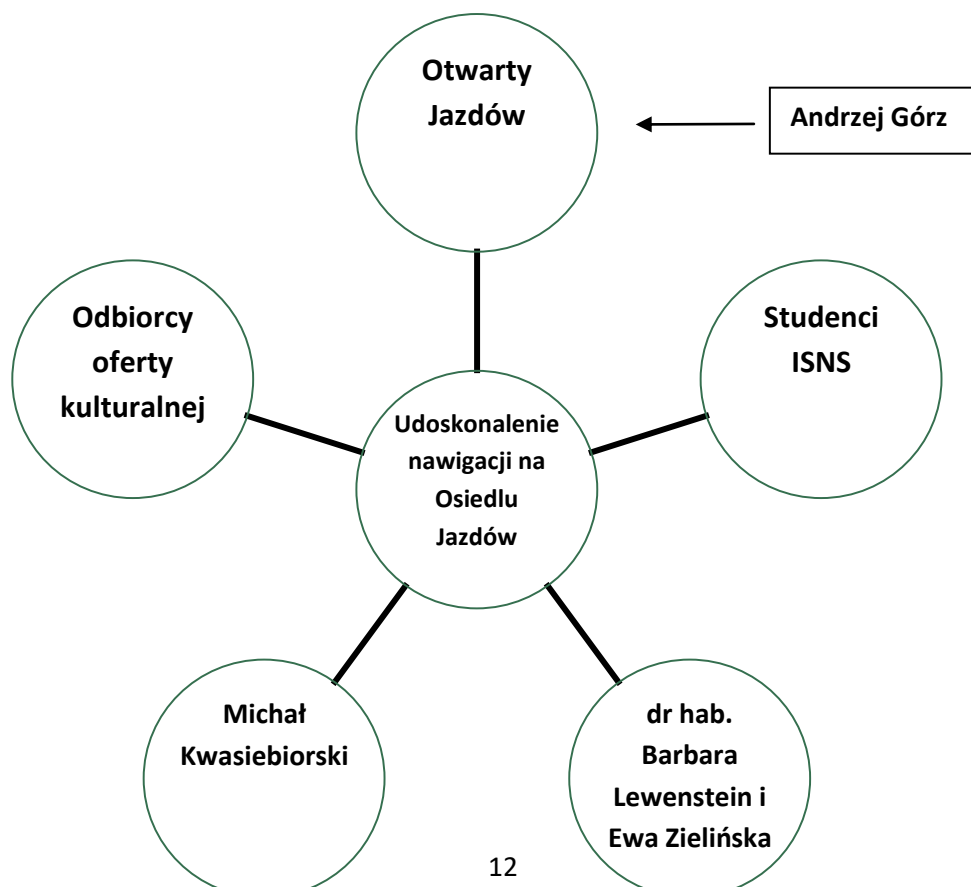 Otwarty
Jazdów
Andrzej Górz
Odbiorcy
oferty
kulturalnej
Studenci
ISNS
Udoskonalenie
nawigacji na
Osiedlu
Jazdów
Michał
Kwasiebiorski
dr hab.
Barbara
Lewenstein i
Ewa Zielińska
12